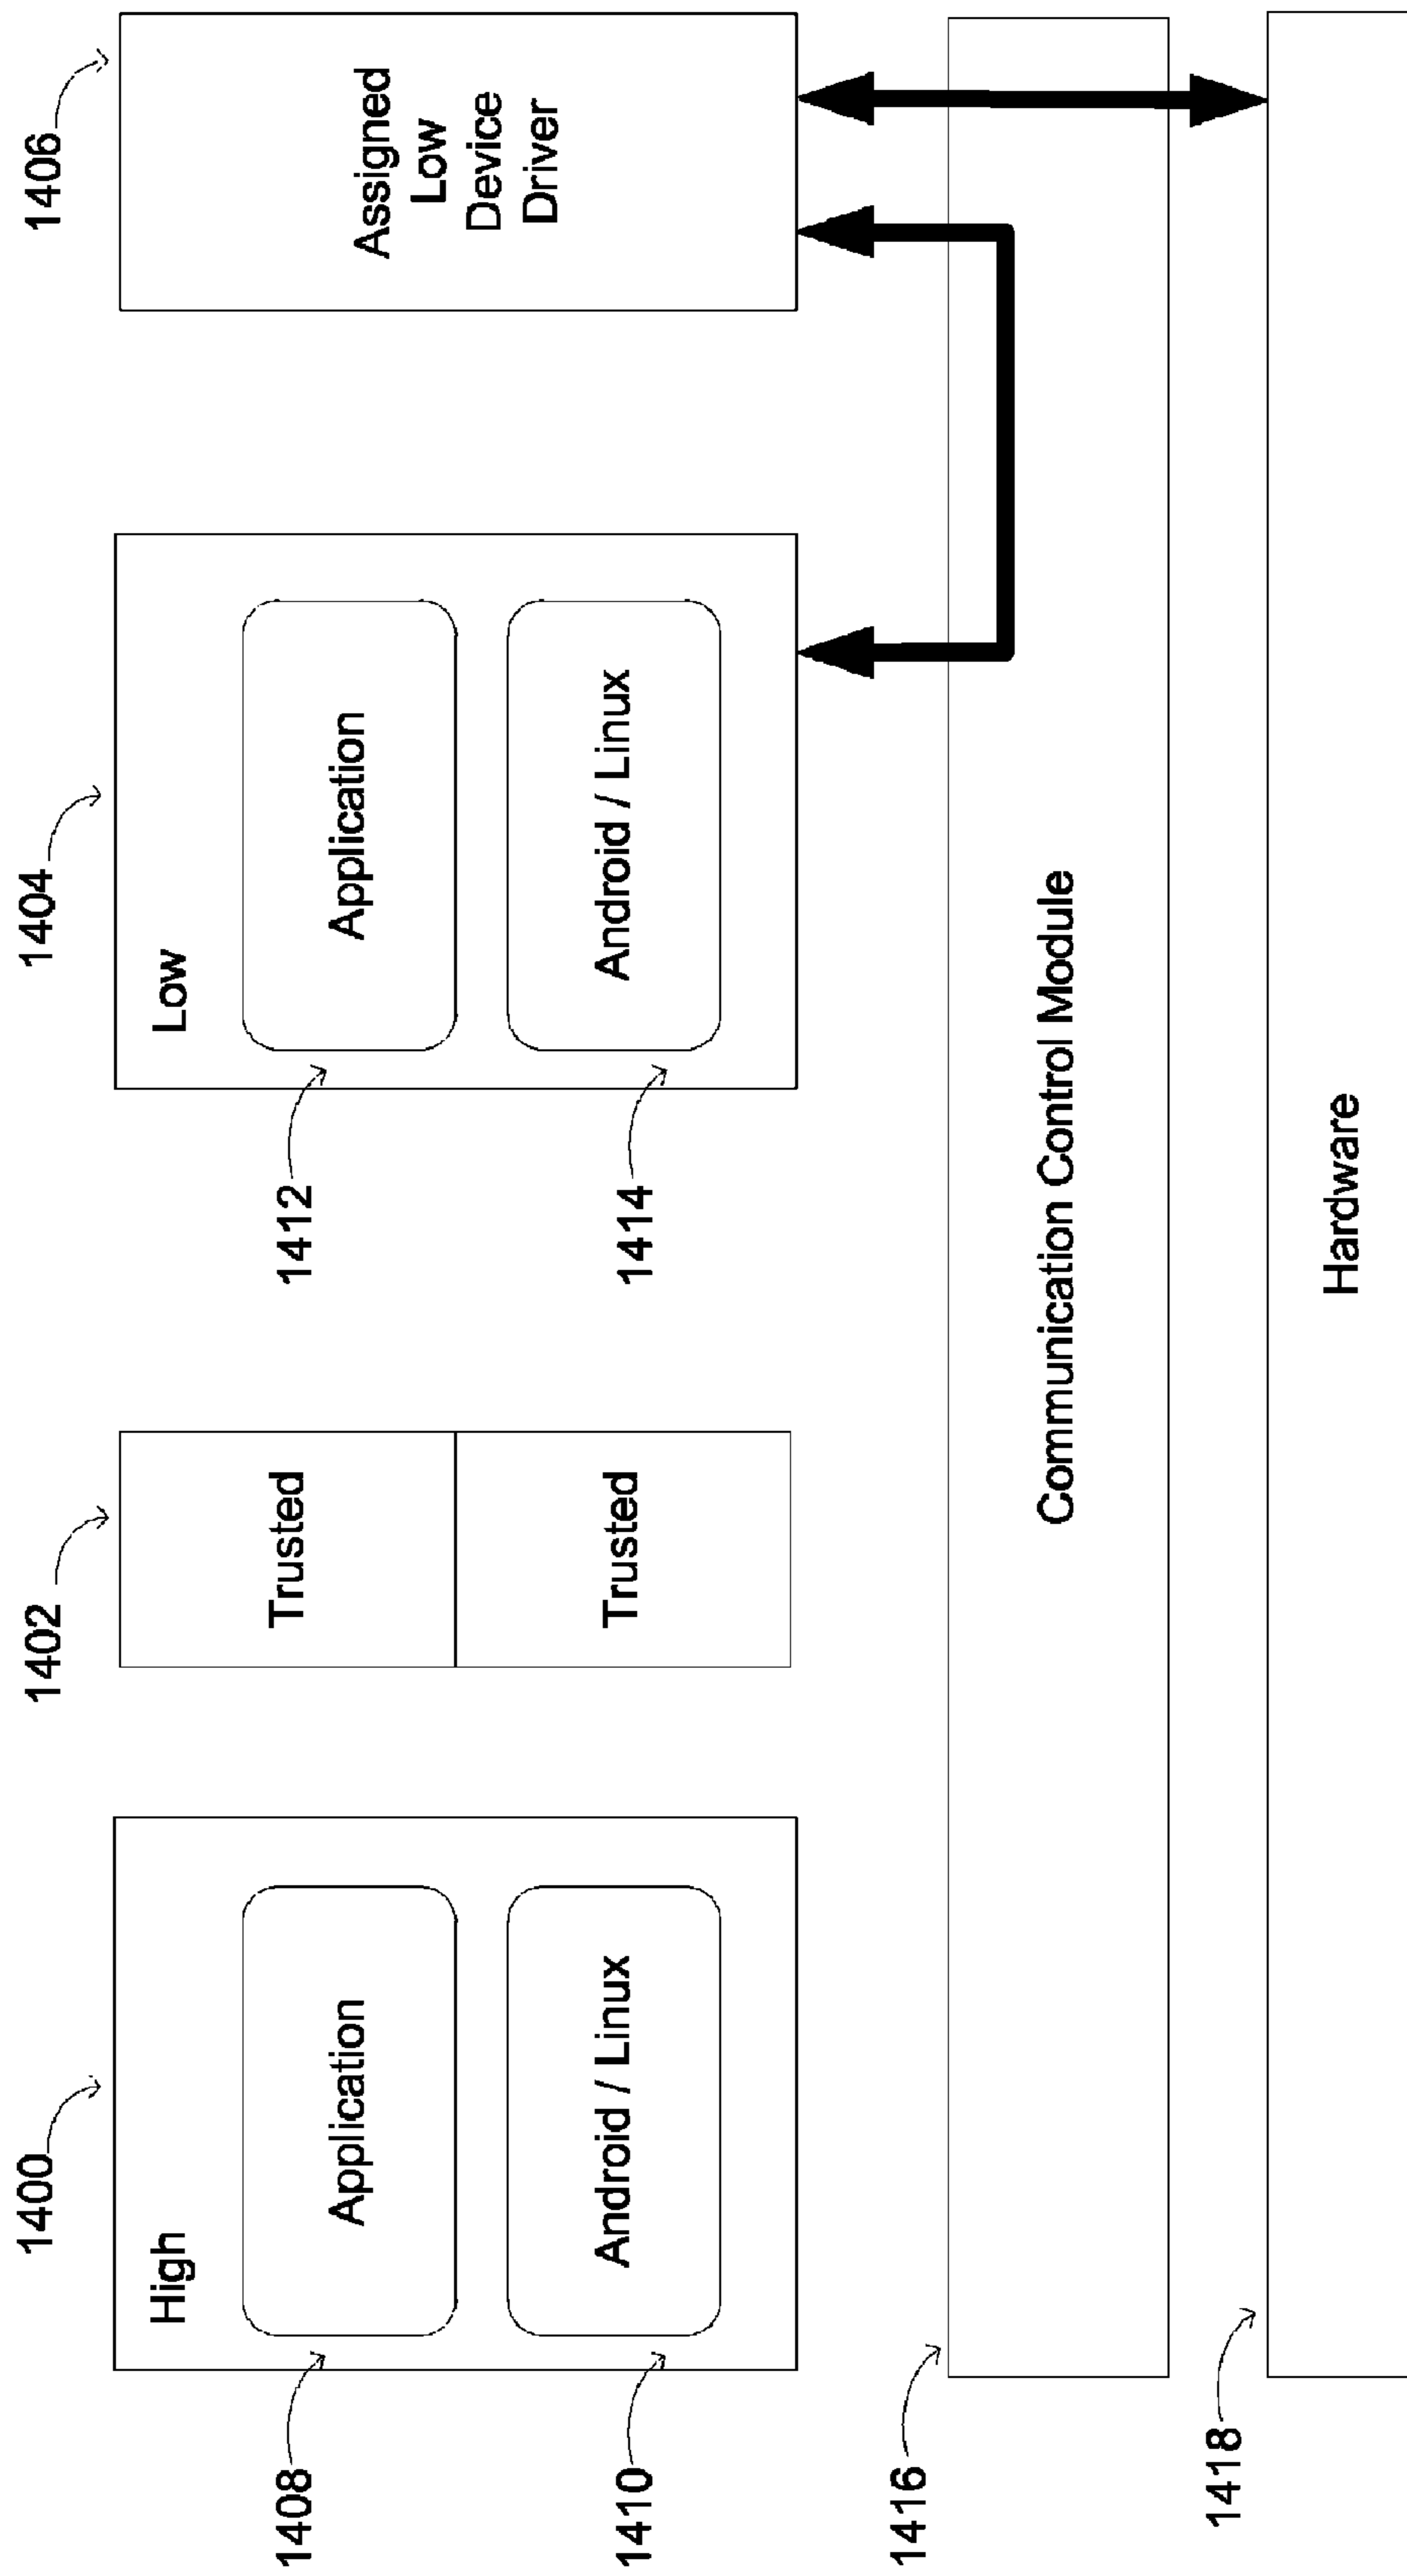 1400
1402
1404
1406
High
Trusted
Low
Assigned
Low
Device
Driver
1408
Application
1412
Application
1410
Android / Linux
Trusted
1414
Android / Linux
1416
Communication Control Module
1418
Hardware